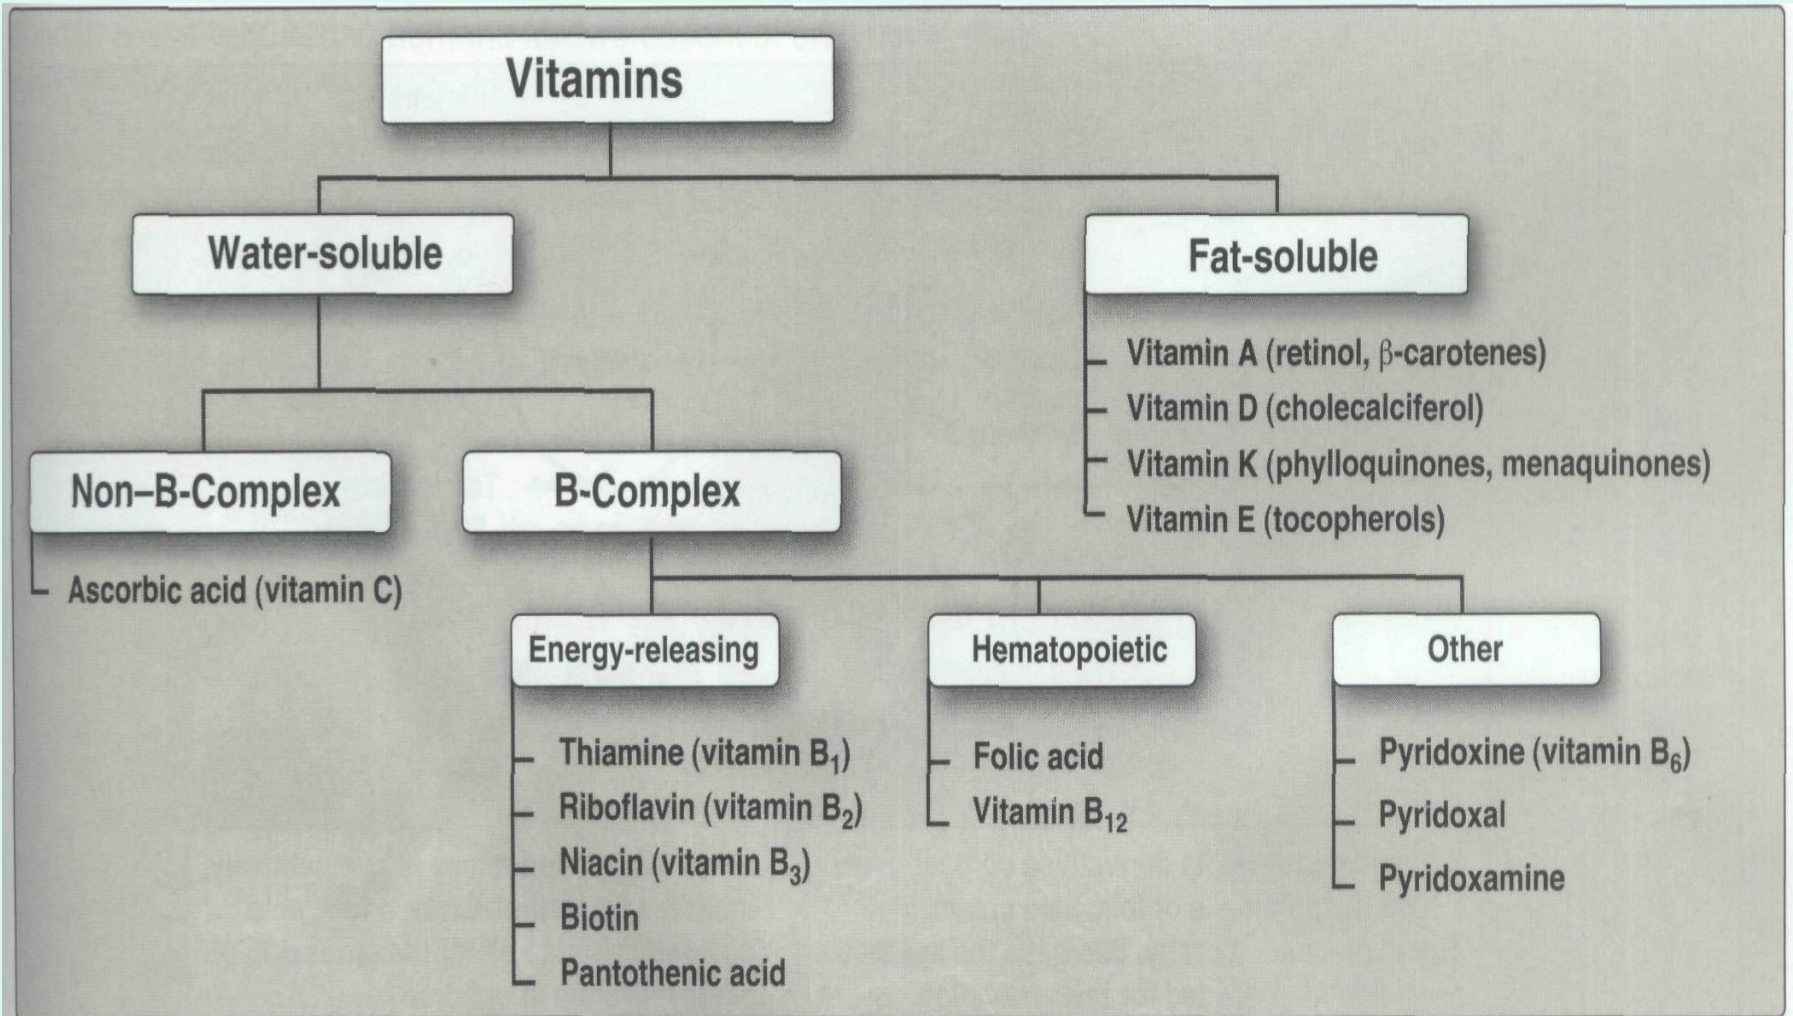 Vitamins
Water-soluble
Fat-soluble
Vitamin A (retinol, β-carotenes)
Vitamin D (cholecalciferol)
Vitamin K (phylloquinones, menaquinones)
Vitamin E (tocopherols)
Non–B-Complex
B-Complex
Ascorbic acid (vitamin C)
Energy-releasing
Hematopoietic
Other
Thiamine (vitamin B₁)
Riboflavin (vitamin B₂)
Niacin (vitamin B₃)
Biotin
Pantothenic acid
Folic acid
Vitamin B₁₂
Pyridoxine (vitamin B₆)
Pyridoxal
Pyridoxamine